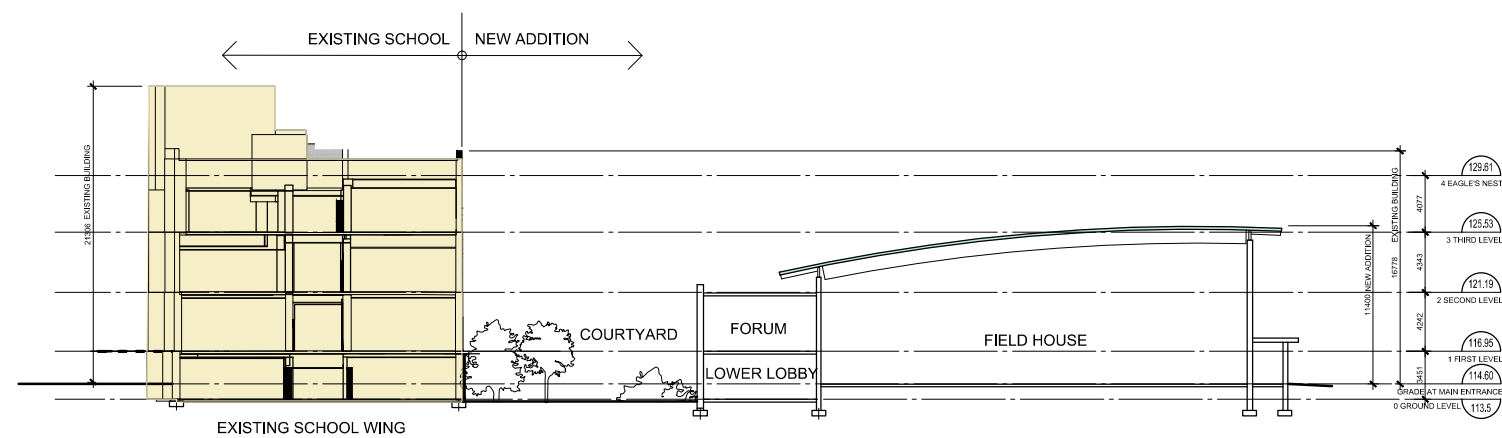 EXISTING SCHOOL
NEW ADDITION
21306 EXISTING BUILDING
EXISTING BUILDING
16778
11400 NEW ADDITION
129.61
4 EAGLE'S NEST
4077
125.53
3 THIRD LEVEL
4343
121.19
2 SECOND LEVEL
4242
116.95
1 FIRST LEVEL
3451
114.60
GRADE AT MAIN ENTRANCE
0 GROUND LEVEL
113.5
COURTYARD
FORUM
LOWER LOBBY
FIELD HOUSE
EXISTING SCHOOL WING